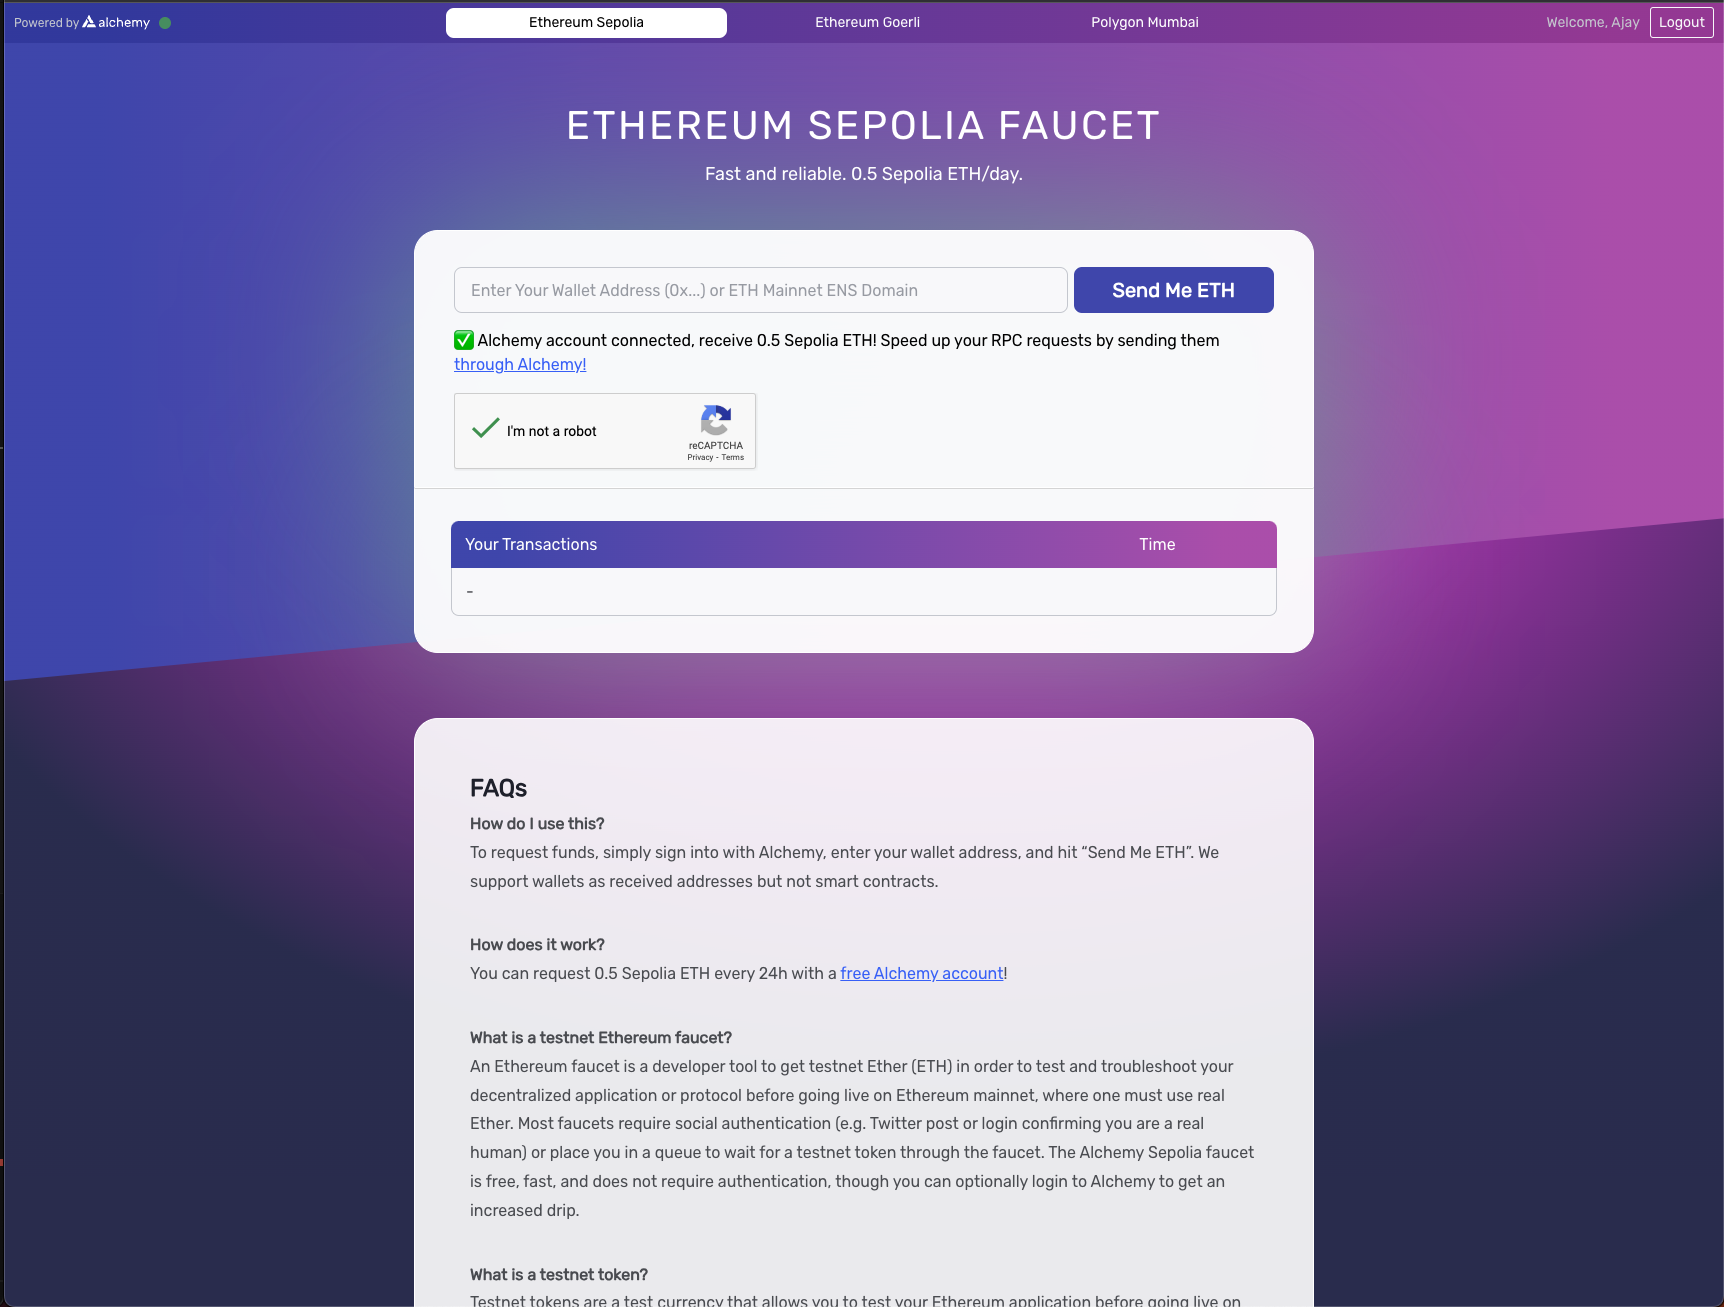 Powered by alchemy
Ethereum Sepolia
Ethereum Goerli
Polygon Mumbai
Welcome, Ajay
Logout
ETHEREUM SEPOLIA FAUCET
Fast and reliable. 0.5 Sepolia ETH/day.
Enter Your Wallet Address (0x...) or ETH Mainnet ENS Domain
Send Me ETH
✅ Alchemy account connected, receive 0.5 Sepolia ETH! Speed up your RPC requests by sending them
through Alchemy!
I'm not a robot
reCAPTCHA
Privacy - Terms
Your Transactions
Time
-
FAQs
How do I use this?
To request funds, simply sign into with Alchemy, enter your wallet address, and hit “Send Me ETH”. We
support wallets as received addresses but not smart contracts.
How does it work?
You can request 0.5 Sepolia ETH every 24h with a free Alchemy account!
What is a testnet Ethereum faucet?
An Ethereum faucet is a developer tool to get testnet Ether (ETH) in order to test and troubleshoot your
decentralized application or protocol before going live on Ethereum mainnet, where one must use real
Ether. Most faucets require social authentication (e.g. Twitter post or login confirming you are a real
human) or place you in a queue to wait for a testnet token through the faucet. The Alchemy Sepolia faucet
is free, fast, and does not require authentication, though you can optionally login to Alchemy to get an
increased drip.
What is a testnet token?
Testnet tokens are a test currency that allows you to test your Ethereum application before going live on